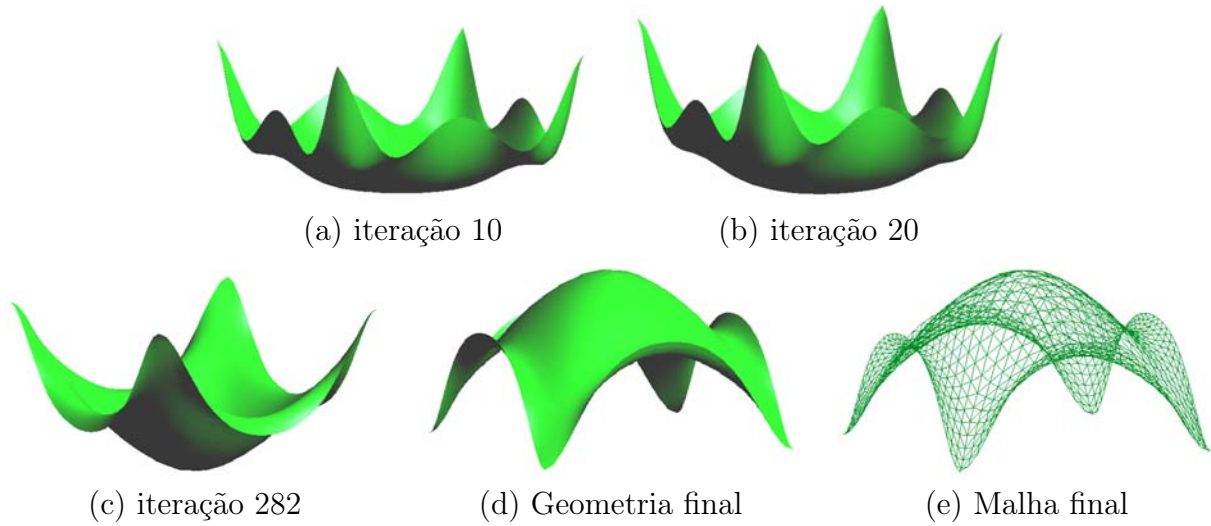 (a) iteração 10
(b) iteração 20
(c) iteração 282
(d) Geometria final
(e) Malha final